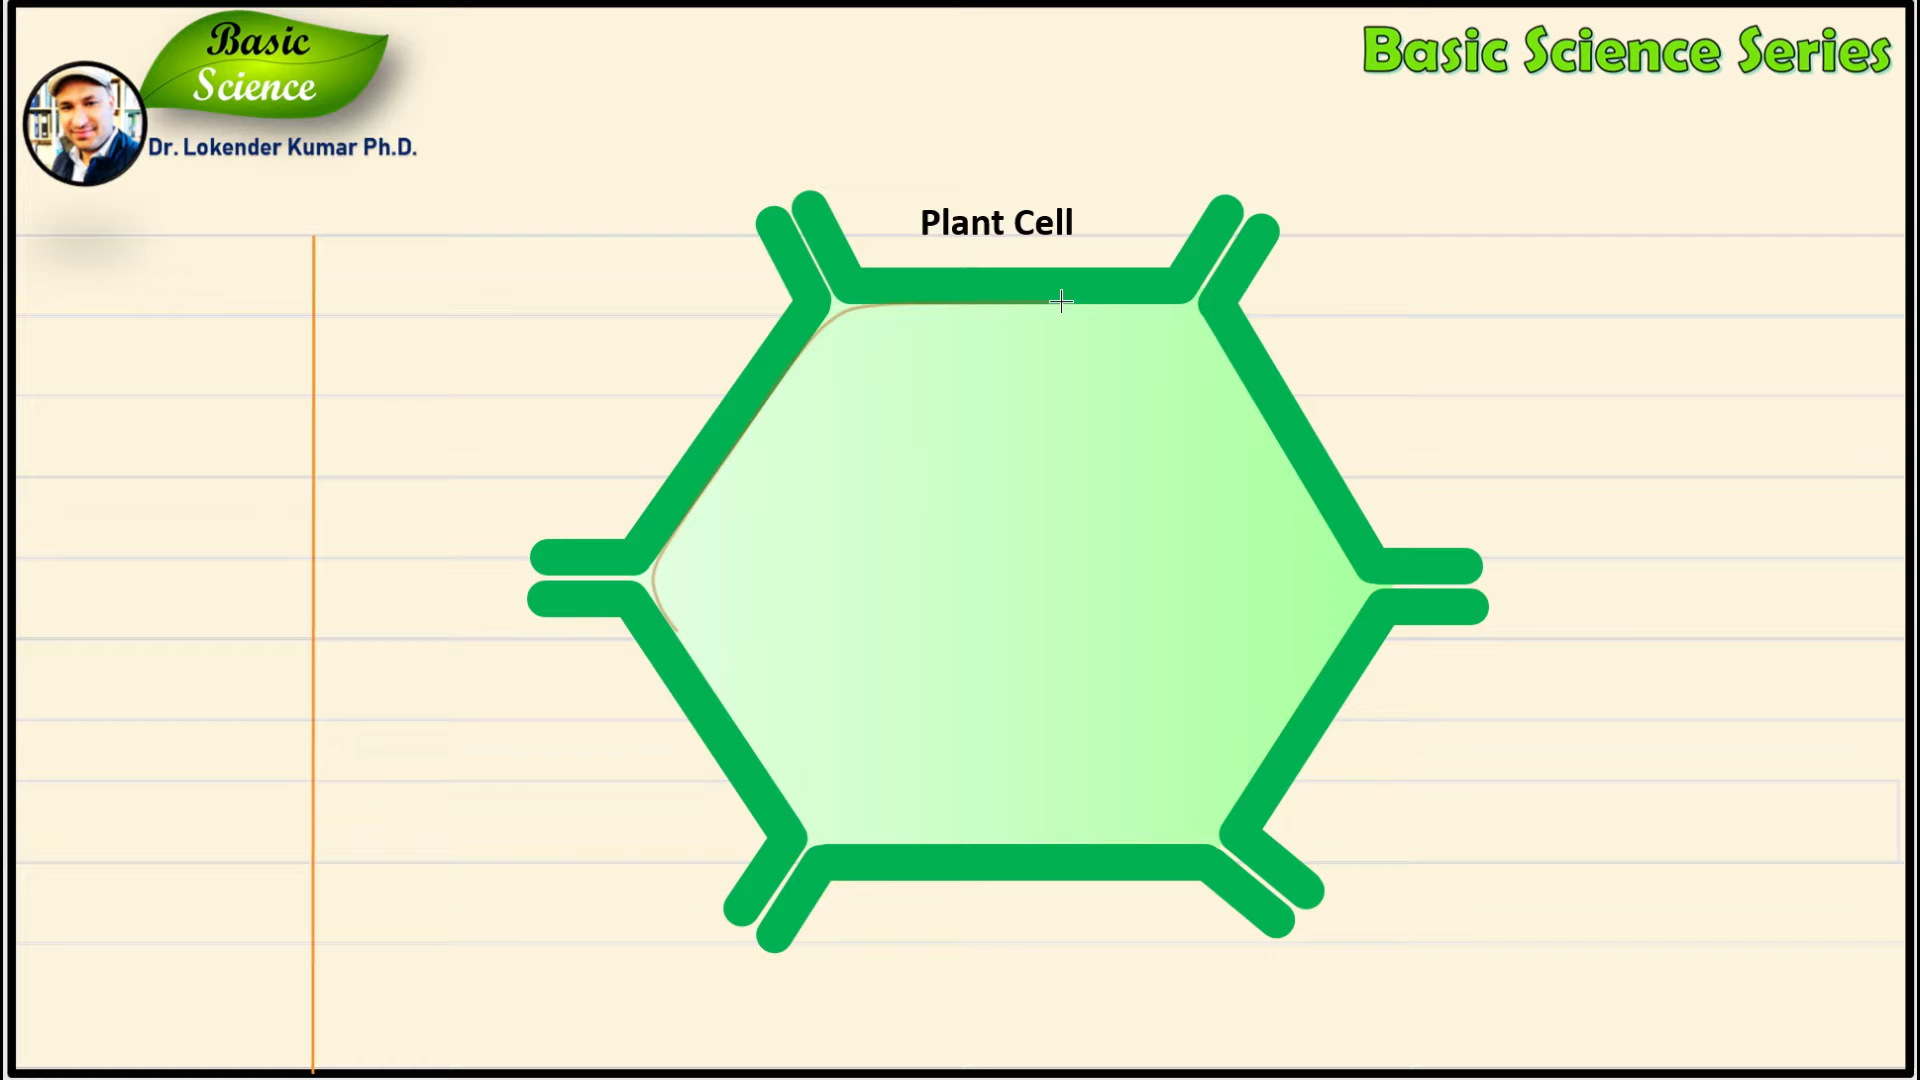 Basic
Science
Dr. Lokender Kumar Ph.D.
Basic Science Series
Plant Cell